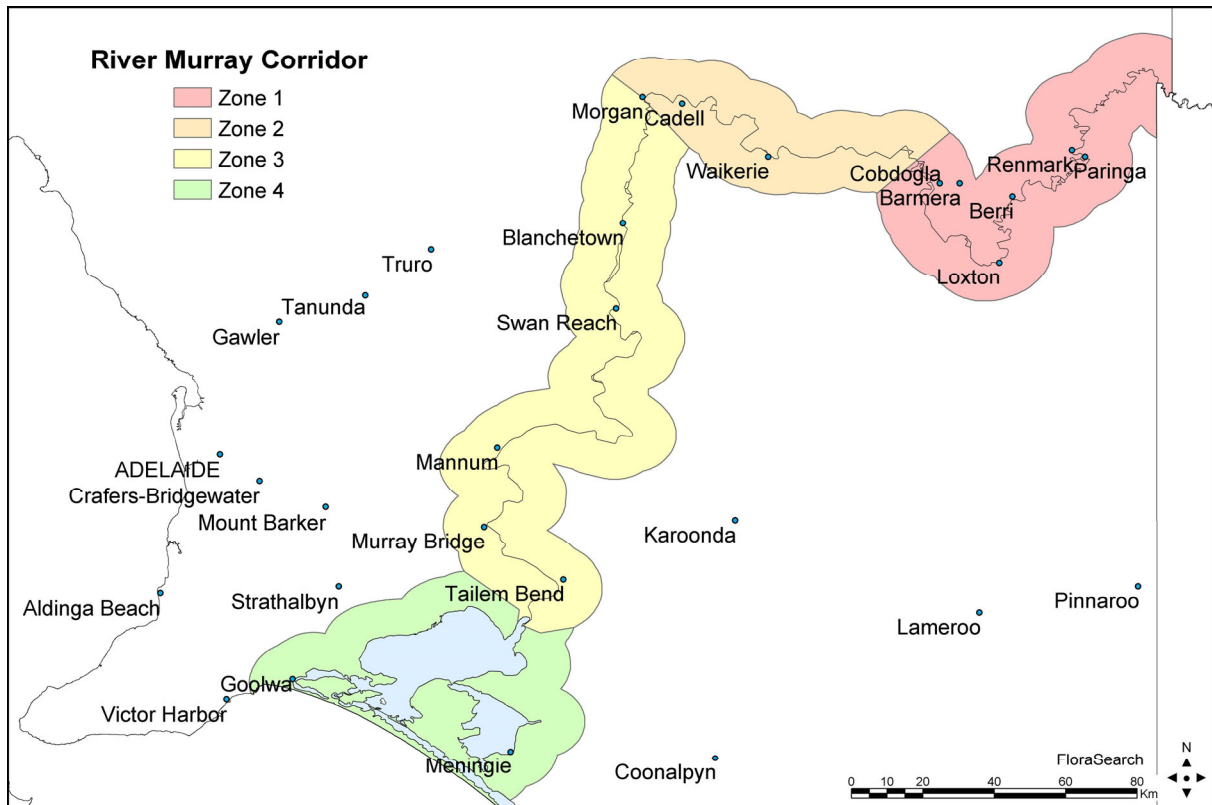 River Murray Corridor
Zone 1
Zone 2
Zone 3
Zone 4
Morgan
Cadell
Waikerie
Cobdogla
Barmera
Renmark
Paringa
Berri
Loxton
Blanchetown
Truro
Tanunda
Gawler
Swan Reach
Mannum
ADELAIDE
Crafers-Bridgewater
Mount Barker
Murray Bridge
Karoonda
Aldinga Beach
Strathalbyn
Tailem Bend
Pinnaroo
Lameroo
Goolwa
Victor Harbor
Meningie
Coonalpyn
FloraSearch
N
0 10 20 40 60 80
Km